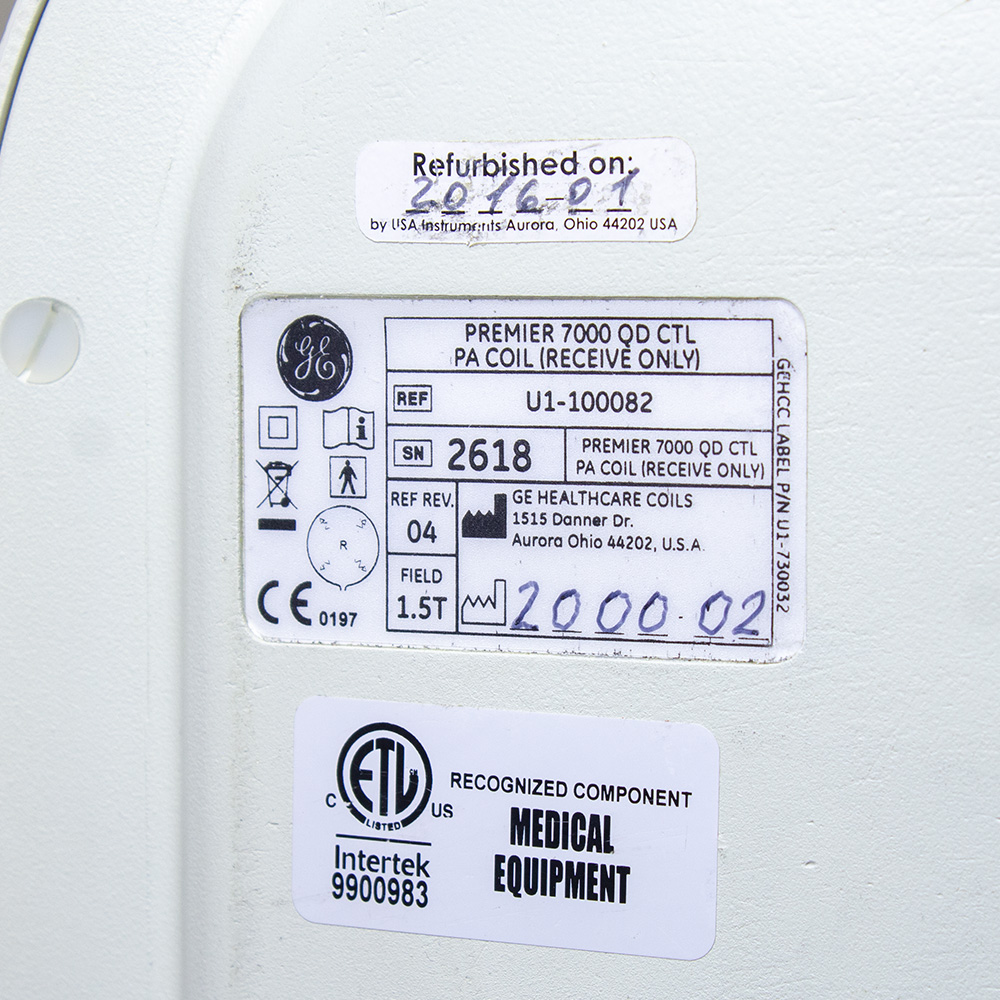 Refurbished on:
2016-01
by USA Instruments Aurora, Ohio 44202 USA
GE
PREMIER 7000 QD CTL
PA COIL (RECEIVE ONLY)
REF
U1-100082
SN 2618
PREMIER 7000 QD CTL
PA COIL (RECEIVE ONLY)
i
R
REF REV.
04
GE HEALTHCARE COILS
1515 Danner Dr.
Aurora Ohio 44202, U.S.A.
FIELD
1.5T
2000-02
CE 0197
GEHCC LABEL P/N U1-730032
ETL SM
LISTED
C US
Intertek
9900983
RECOGNIZED COMPONENT
MEDiCAL
EQUIPMENT